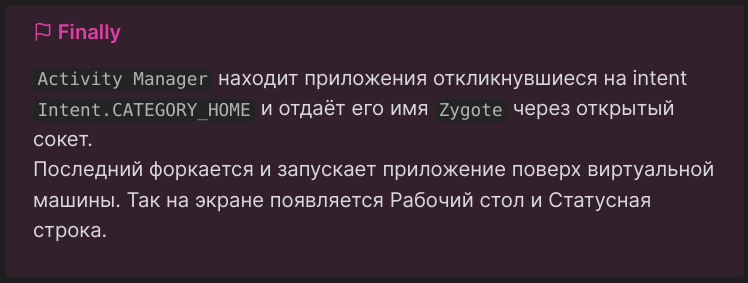 Finally
Activity Manager находит приложения откликнувшиеся на intent
Intent.CATEGORY_HOME и отдаёт его имя Zygote через открытый
сокет.
Последний форкается и запускает приложение поверх виртуальной
машины. Так на экране появляется Рабочий стол и Статусная
строка.